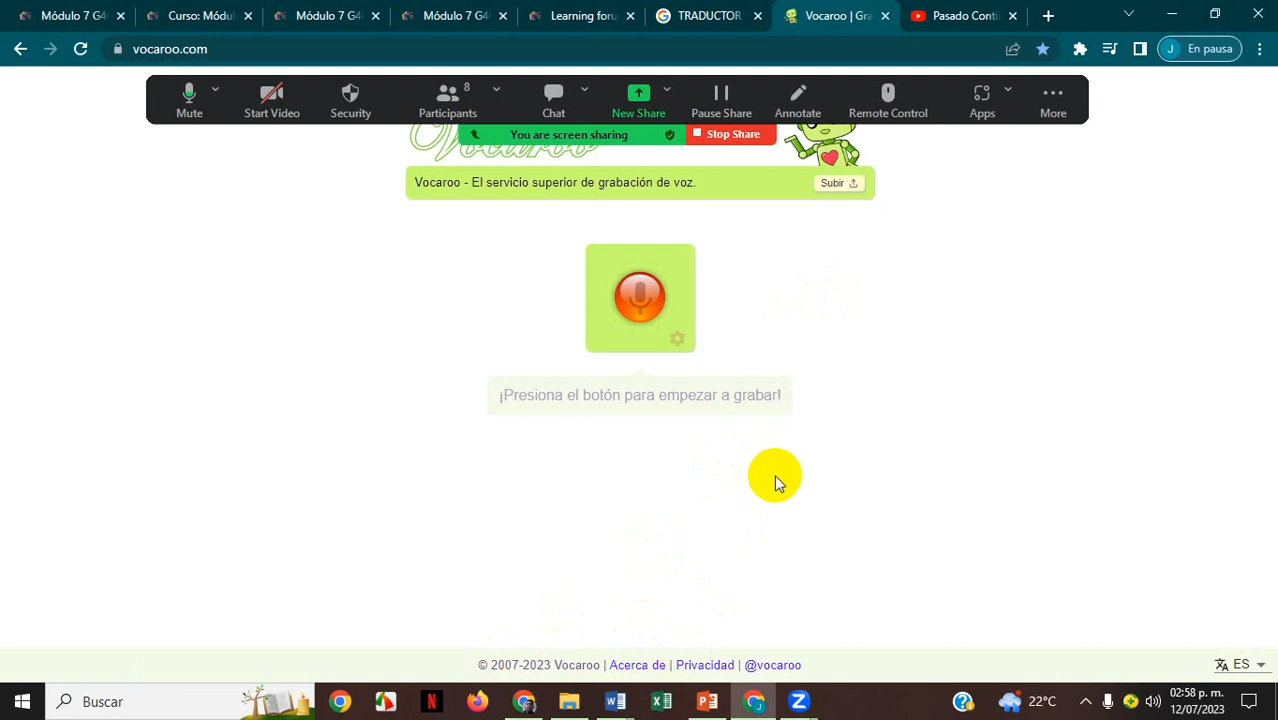 Módulo 7 G4
Curso: Módul
Módulo 7 G4
Módulo 7 G4
Learning foru
TRADUCTOR
Vocaroo | Gra
Pasado Conti
vocaroo.com
J En pausa
8
Mute
Start Video
Security
Participants
Chat
New Share
Pause Share
Annotate
Remote Control
Apps
More
You are screen sharing
Stop Share
Vocaroo
Vocaroo - El servicio superior de grabación de voz.
Subir
¡Presiona el botón para empezar a grabar!
© 2007-2023 Vocaroo | Acerca de | Privacidad | @vocaroo
ES
Buscar
22°C
02:58 p. m.
12/07/2023